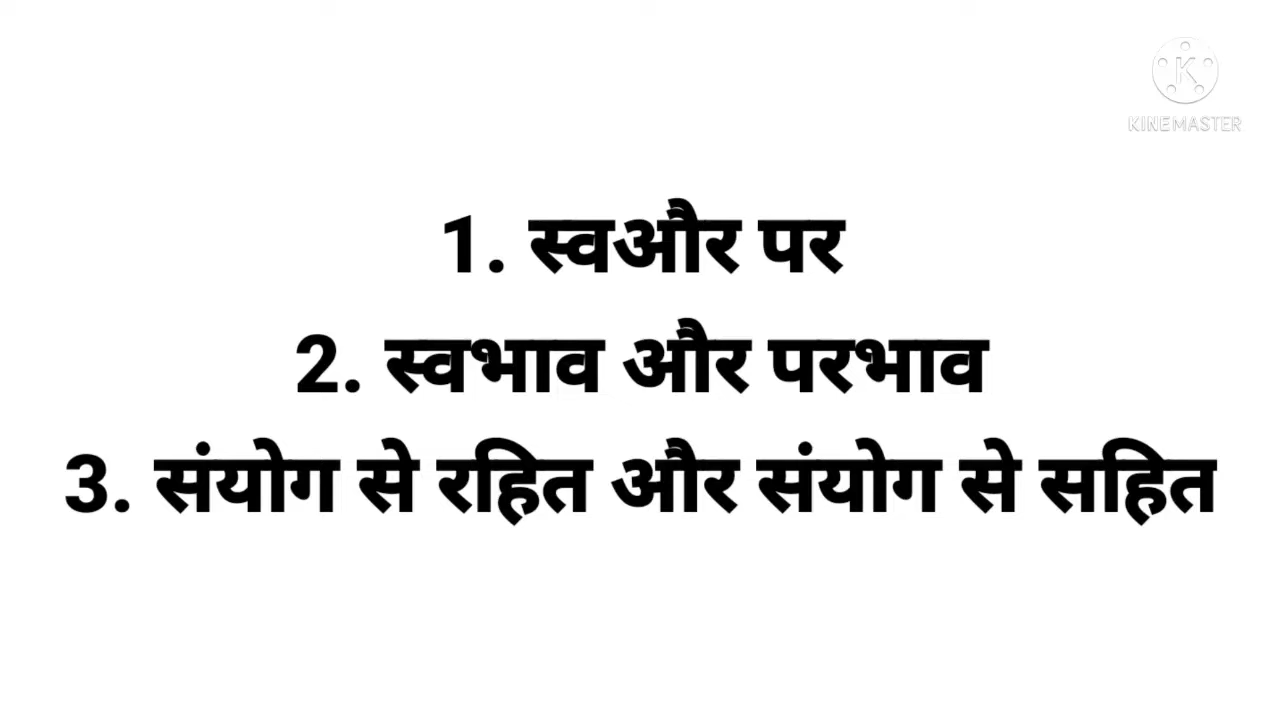 K
KINEMASTER
1. स्वऔर पर
2. स्वभाव और परभाव
3. संयोग से रहित और संयोग से सहित